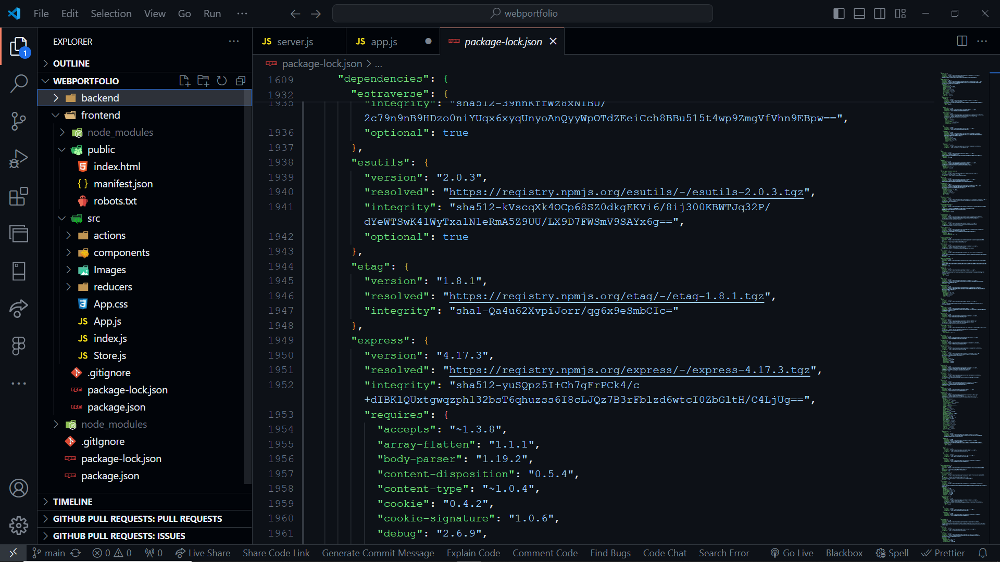 File Edit Selection View Go Run ···
webportfolio
EXPLORER
OUTLINE
WEBPORTFOLIO
backend
frontend
node_modules
public
index.html
manifest.json
robots.txt
src
actions
components
Images
reducers
App.css
App.js
index.js
Store.js
.gitignore
package-lock.json
package.json
node_modules
.gitIgnore
package-lock.json
package.json
TIMELINE
GITHUB PULL REQUESTS: PULL REQUESTS
GITHUB PULL REQUESTS: ISSUES
1
JS server.js JS app.js package-lock.json
package-lock.json > ...
1609 "dependencies": {
1932 "estraverse": {
1935 "integrity":
2c79n9nB9HDzo0niYUqx6xyqUnyoAnQyyWpOTdZEeiCch8BBu515t4wp9ZmgVfVhn9EBpw==",
1936 "optional": true
1937 },
1938 "esutils": {
1939 "version": "2.0.3",
1940 "resolved": "https://registry.npmjs.org/esutils/-/esutils-2.0.3.tgz",
1941 "integrity": "sha512-kVscqXk4OCp68SZ0dkgEKVi6/8ij300KBWTJq32P/
dYeWTSwK41WyTxalN1eRmA5Z9UU/LX9D7FWSmV9SAYx6g==",
1942 "optional": true
1943 },
1944 "etag": {
1945 "version": "1.8.1",
1946 "resolved": "https://registry.npmjs.org/etag/-/etag-1.8.1.tgz",
1947 "integrity": "sha1-Qa4u62XvpiJorr/qg6x9eSmbCIc="
1948 },
1949 "express": {
1950 "version": "4.17.3",
1951 "resolved": "https://registry.npmjs.org/express/-/express-4.17.3.tgz",
1952 "integrity": "sha512-yuSQpz5I+Ch7gFrPCk4/c
+dIBKlQUxtgwqzph132bsT6qhuzss6I8cLJQz7B3rFblzd6wtcI0ZbGltH/C4LjUg==",
1953 "requires": {
1954 "accepts": "~1.3.8",
1955 "array-flatten": "1.1.1",
1956 "body-parser": "1.19.2",
1957 "content-disposition": "0.5.4",
1958 "content-type": "~1.0.4",
1959 "cookie": "0.4.2",
1960 "cookie-signature": "1.0.6",
1961 "debug": "2.6.9",
main 0 0 0 Live Share Share Code Link Generate Commit Message Explain Code Comment Code Find Bugs Code Chat Search Error Go Live Blackbox Spell Prettier